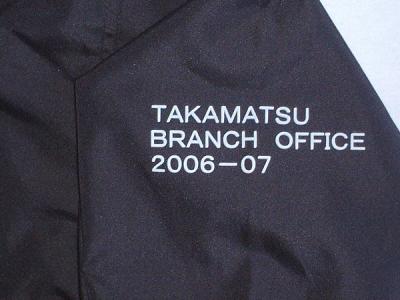 TAKAMATSU
BRANCH OFFICE
2006-07